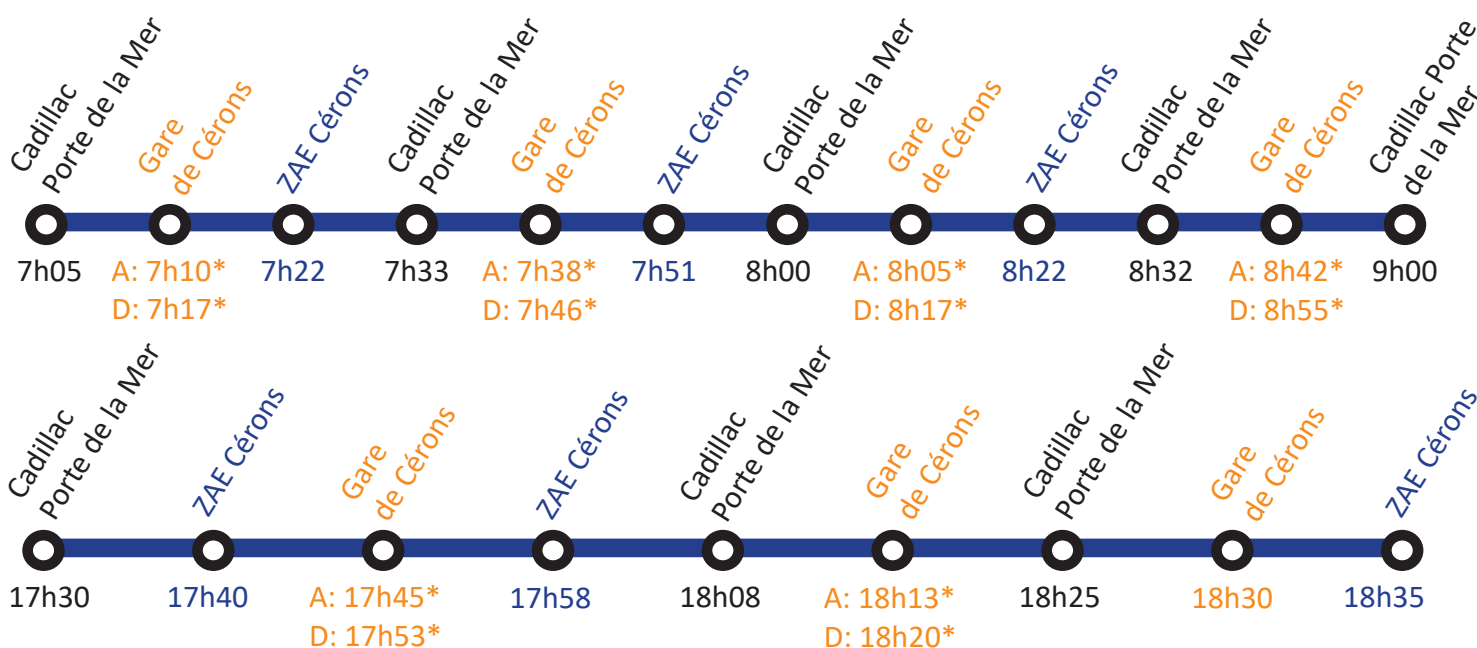 Cadillac
Porte de la Mer
Gare
de Cérons
ZAE Cérons
Cadillac
Porte de la Mer
Gare
de Cérons
ZAE Cérons
Cadillac
Porte de la Mer
Gare
de Cérons
ZAE Cérons
Cadillac
Porte de la Mer
Gare
de Cérons
Cadillac Porte
de la Mer
7h05
A: 7h10*
D: 7h17*
7h22
7h33
A: 7h38*
D: 7h46*
7h51
8h00
A: 8h05*
D: 8h17*
8h22
8h32
A: 8h42*
D: 8h55*
9h00
Cadillac
Porte de la Mer
ZAE Cérons
Gare
de Cérons
ZAE Cérons
Cadillac
Porte de la Mer
Gare
de Cérons
Cadillac
Porte de la Mer
Gare
de Cérons
ZAE Cérons
17h30
17h40
A: 17h45*
D: 17h53*
17h58
18h08
A: 18h13*
D: 18h20*
18h25
18h30
18h35